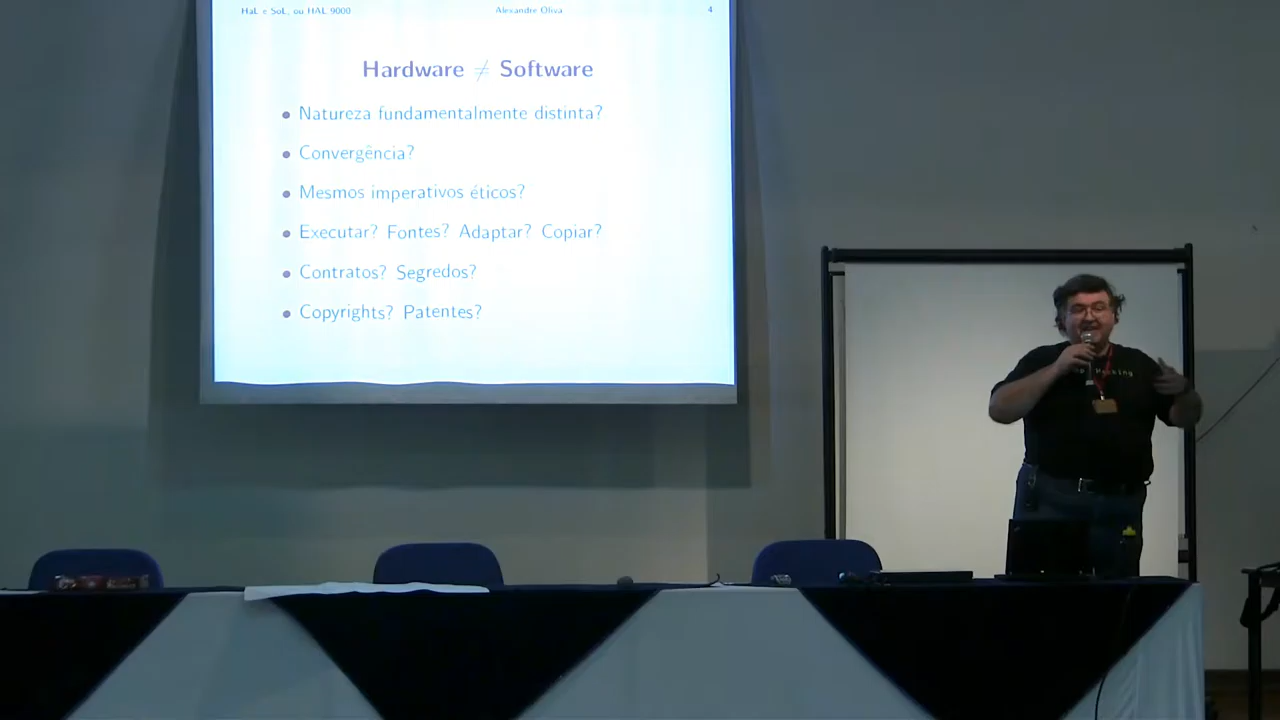 HaL e SoL, ou HAL 9000 Alexandre Oliva 4
Hardware ≠ Software
Natureza fundamentalmente distinta?
Convergência?
Mesmos imperativos éticos?
Executar? Fontes? Adaptar? Copiar?
Contratos? Segredos?
Copyrights? Patentes?